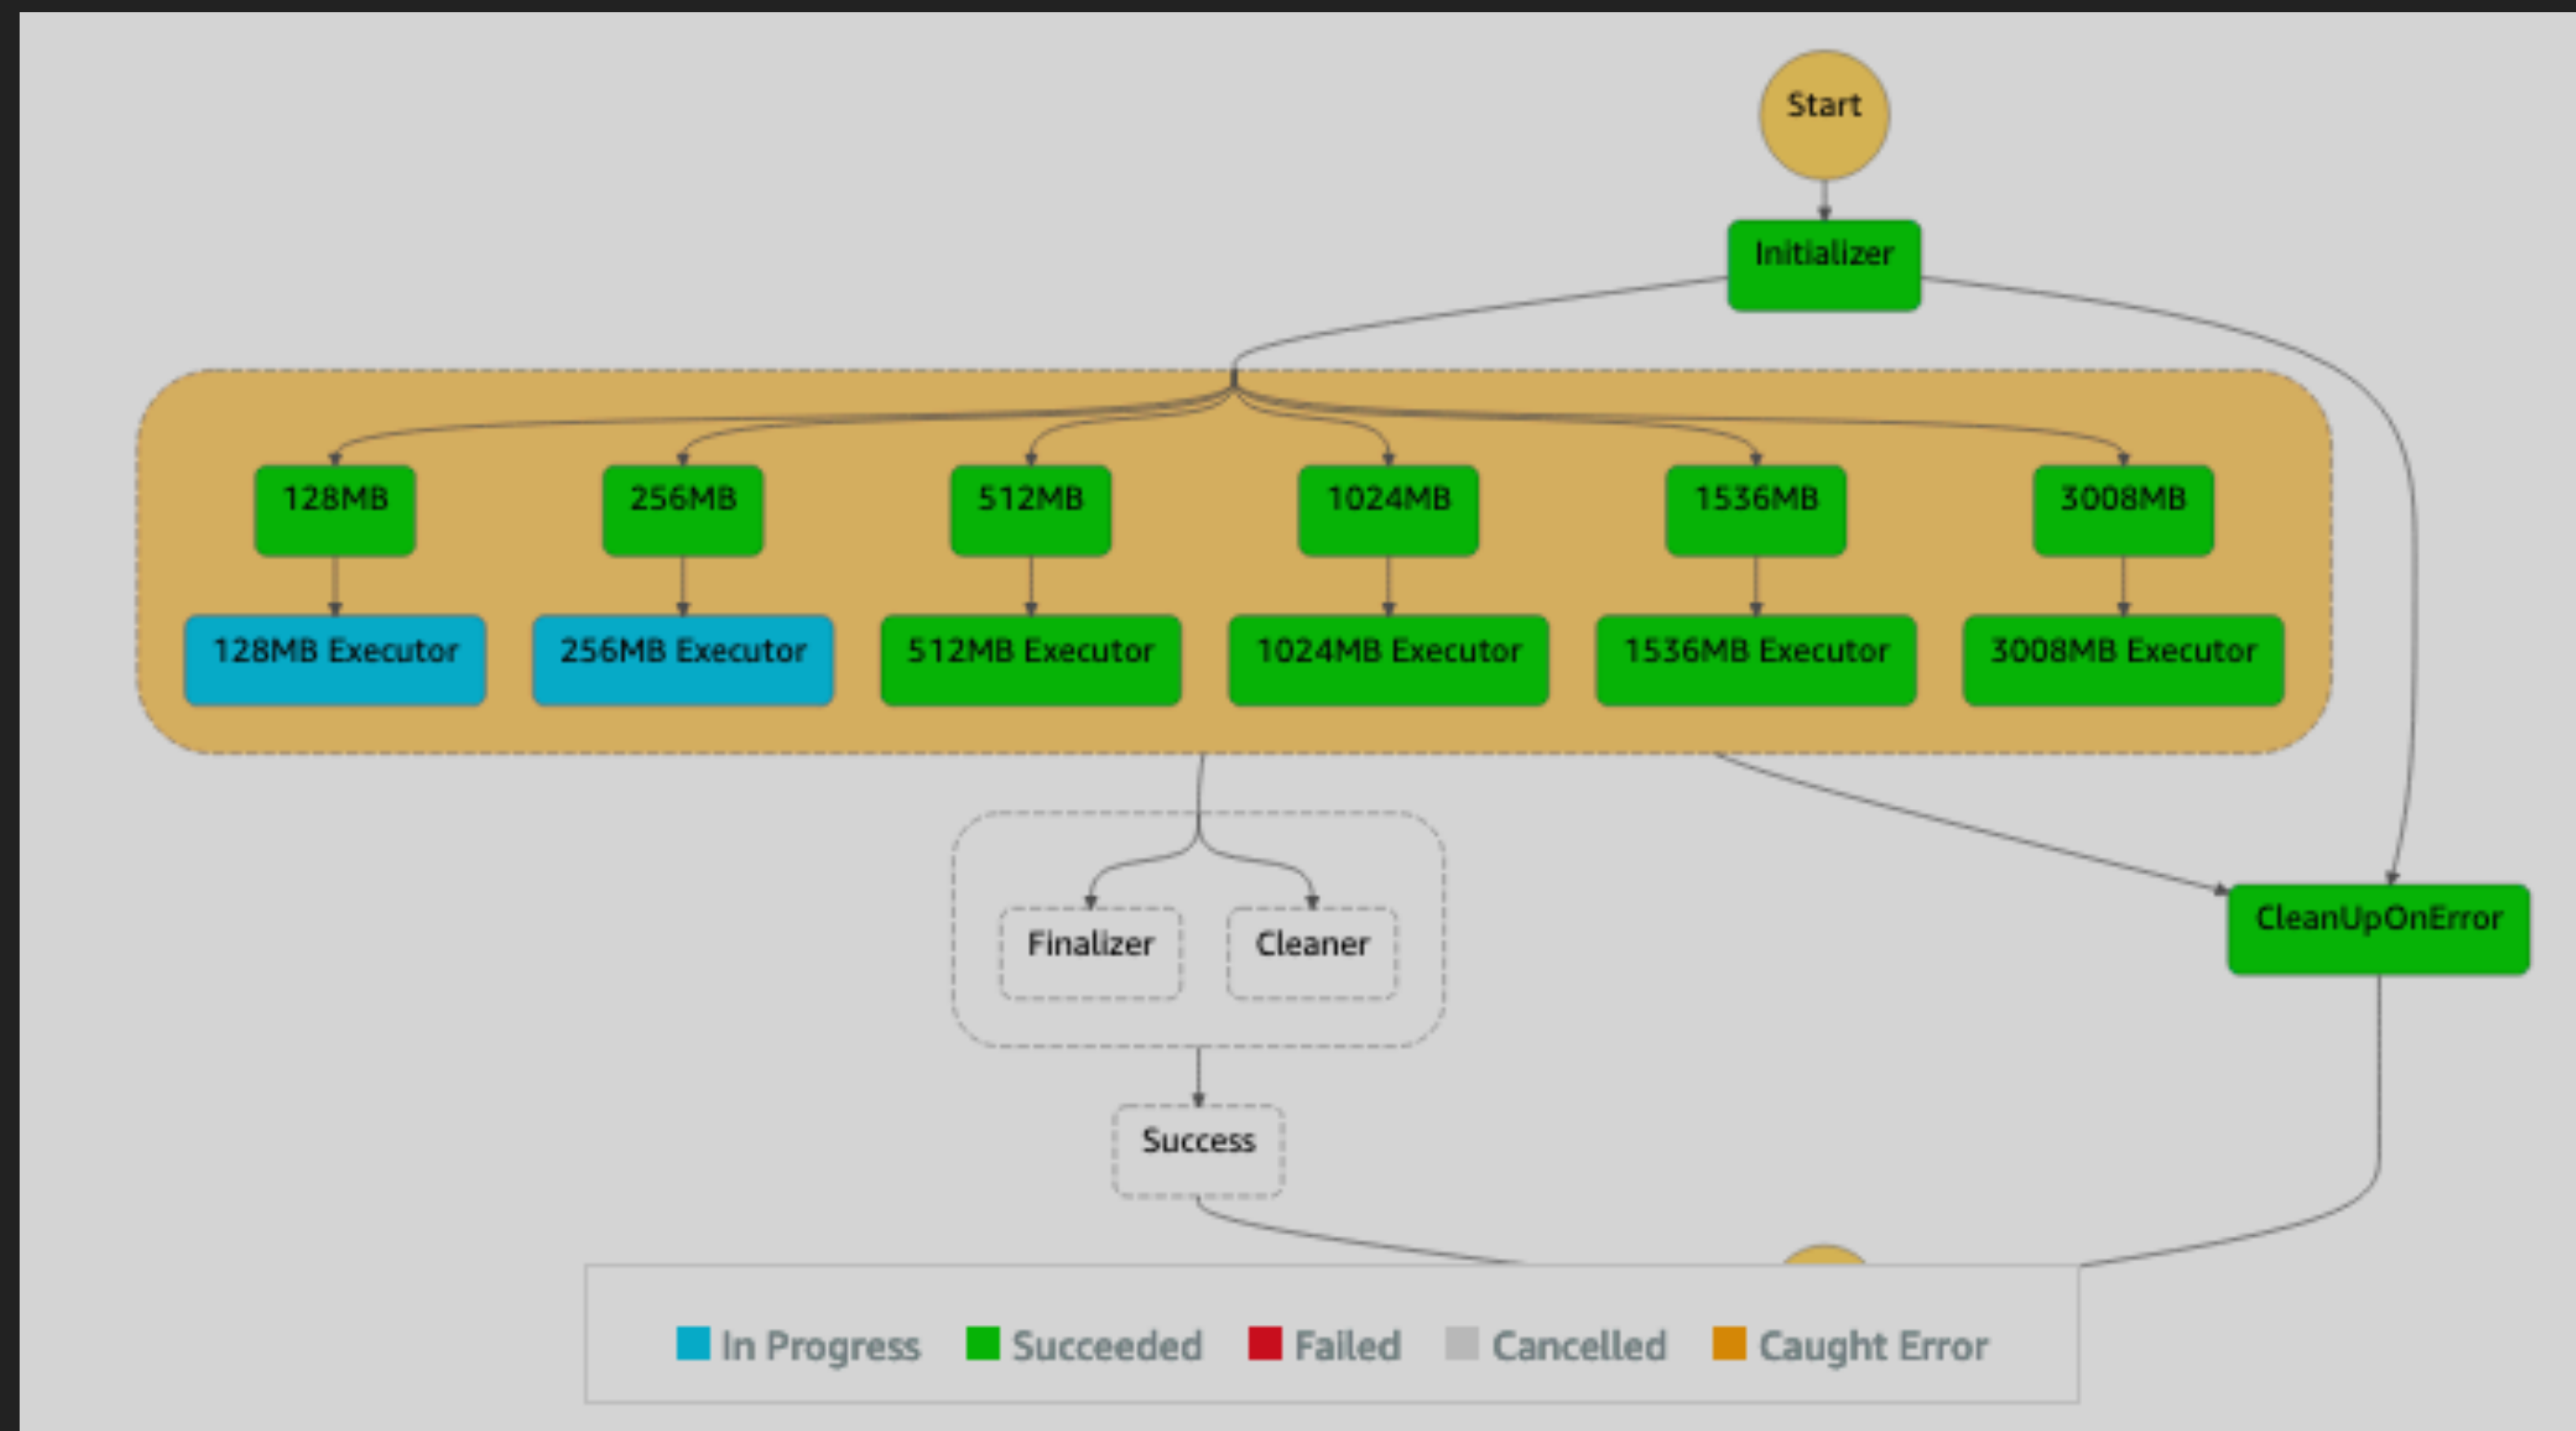 Start
Initializer
128MB
256MB
512MB
1024MB
1536MB
3008MB
128MB Executor
256MB Executor
512MB Executor
1024MB Executor
1536MB Executor
3008MB Executor
Finalizer
Cleaner
CleanUpOnError
Success
In Progress
Succeeded
Failed
Cancelled
Caught Error